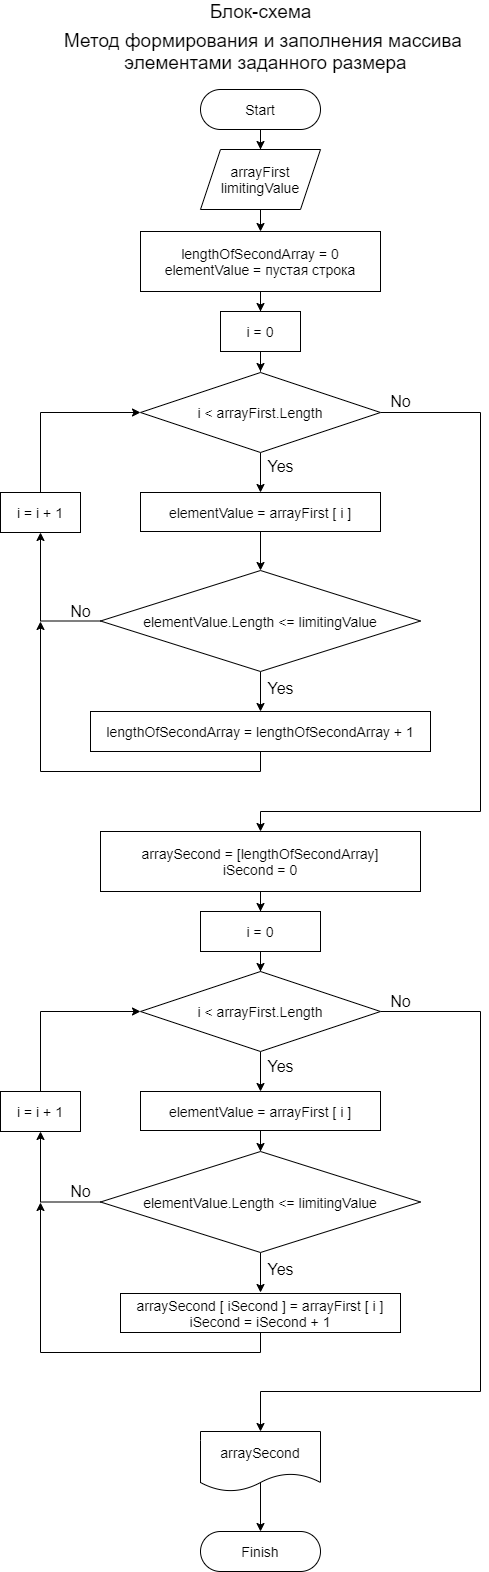 Блок-схема
Метод формирования и заполнения массива
элементами заданного размера
Start
arrayFirst
limitingValue
lengthOfSecondArray = 0
elementValue = пустая строка
i = 0
i < arrayFirst.Length
No
Yes
i = i + 1
elementValue = arrayFirst [ i ]
elementValue.Length <= limitingValue
No
Yes
lengthOfSecondArray = lengthOfSecondArray + 1
arraySecond = [lengthOfSecondArray]
iSecond = 0
i = 0
i < arrayFirst.Length
No
Yes
i = i + 1
elementValue = arrayFirst [ i ]
elementValue.Length <= limitingValue
No
Yes
arraySecond [ iSecond ] = arrayFirst [ i ]
iSecond = iSecond + 1
arraySecond
Finish